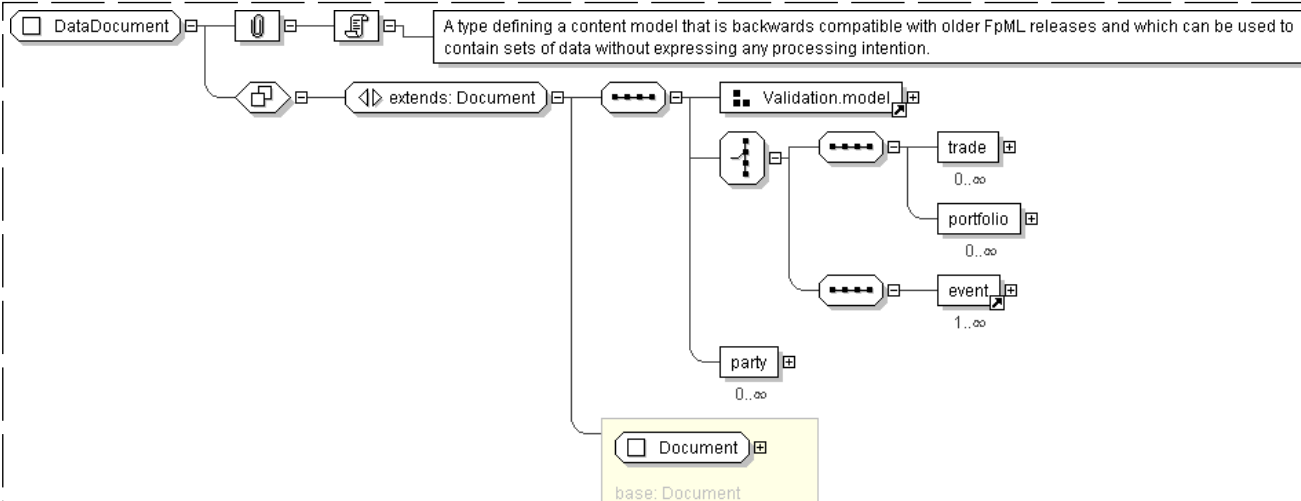 DataDocument
A type defining a content model that is backwards compatible with older FpML releases and which can be used to
contain sets of data without expressing any processing intention.
extends: Document
Validation.model
trade
0..∞
portfolio
0..∞
event
1..∞
party
0..∞
Document
base: Document